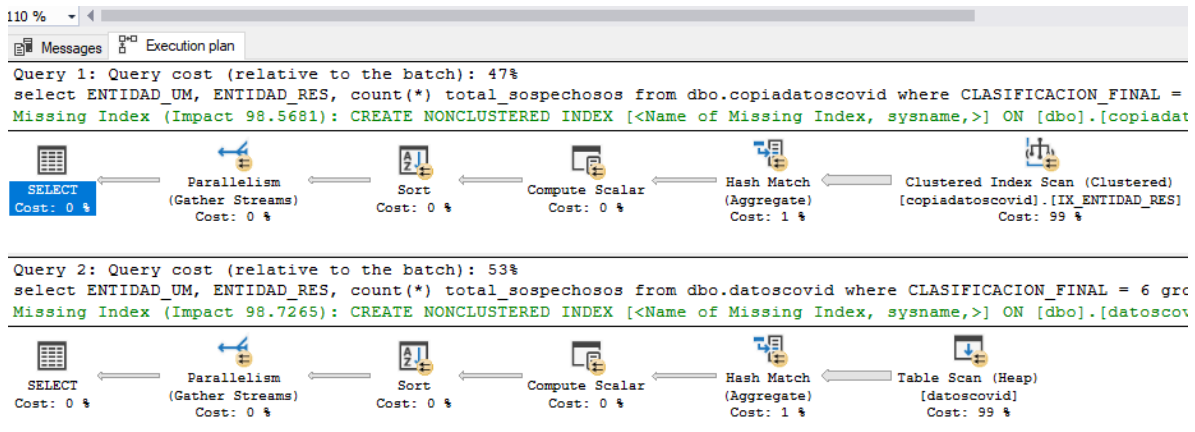 110 %
Messages Execution plan
Query 1: Query cost (relative to the batch): 47%
select ENTIDAD_UM, ENTIDAD_RES, count(*) total_sospechosos from dbo.copiadatoscovid where CLASIFICACION_FINAL =
Missing Index (Impact 98.5681): CREATE NONCLUSTERED INDEX [<Name of Missing Index, sysname,>] ON [dbo].[copiadat
SELECT
Cost: 0 %
Parallelism
(Gather Streams)
Cost: 0 %
Sort
Cost: 0 %
Compute Scalar
Cost: 0 %
Hash Match
(Aggregate)
Cost: 1 %
Clustered Index Scan (Clustered)
[copiadatoscovid].[IX_ENTIDAD_RES]
Cost: 99 %
Query 2: Query cost (relative to the batch): 53%
select ENTIDAD_UM, ENTIDAD_RES, count(*) total_sospechosos from dbo.datoscovid where CLASIFICACION_FINAL = 6 gro
Missing Index (Impact 98.7265): CREATE NONCLUSTERED INDEX [<Name of Missing Index, sysname,>] ON [dbo].[datoscov
SELECT
Cost: 0 %
Parallelism
(Gather Streams)
Cost: 0 %
Sort
Cost: 0 %
Compute Scalar
Cost: 0 %
Hash Match
(Aggregate)
Cost: 1 %
Table Scan (Heap)
[datoscovid]
Cost: 99 %